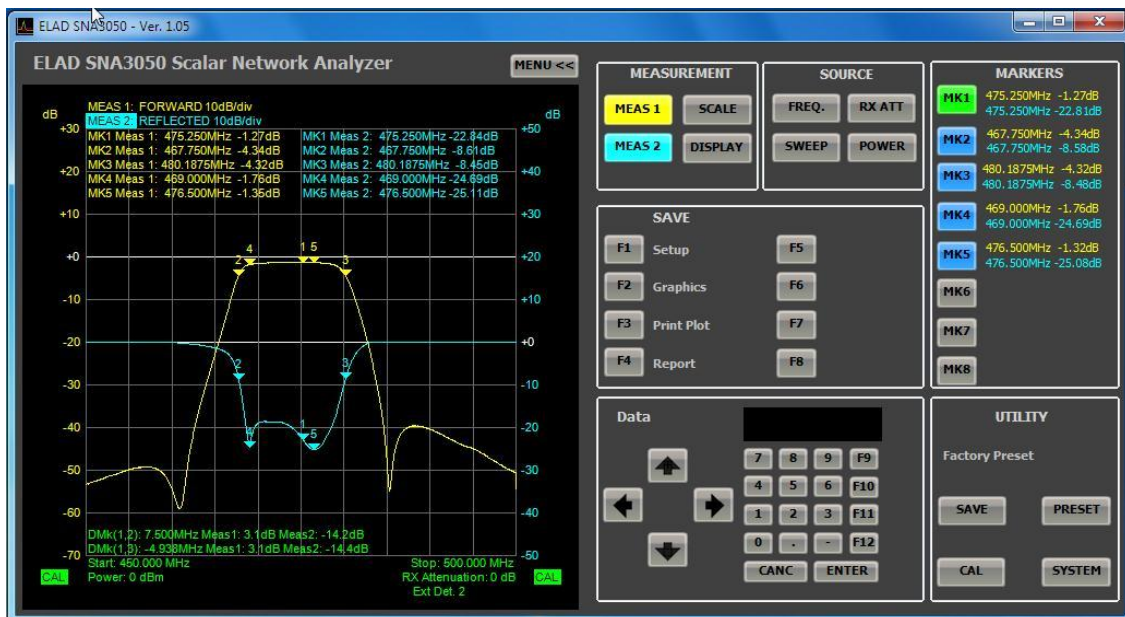 ELAD SNA3050 - Ver. 1.05
ELAD SNA3050 Scalar Network Analyzer
MENU <<
dB
MEAS 1: FORWARD 10dB/div
MEAS 2: REFLECTED 10dB/div
dB
MK1 Meas 1: 475.250MHz -1.27dB
MK2 Meas 1: 467.750MHz -4.34dB
MK3 Meas 1: 480.1875MHz -4.32dB
MK4 Meas 1: 469.000MHz -1.76dB
MK5 Meas 1: 476.500MHz -1.35dB
MK1 Meas 2: 475.250MHz -22.84dB
MK2 Meas 2: 467.750MHz -8.61dB
MK3 Meas 2: 480.1875MHz -8.45dB
MK4 Meas 2: 469.000MHz -24.69dB
MK5 Meas 2: 476.500MHz -25.11dB
+30
+20
+10
+0
-10
-20
-30
-40
-50
-60
-70
+50
+40
+30
+20
+10
+0
-10
-20
-30
-40
-50
4
1 5
2
3
2
3
4
1
5
DMk(1,2): 7.500MHz Meas1: 3.1dB Meas2: -14.2dB
DMk(1,3): -4.938MHz Meas1: 3.1dB Meas2: -14.4dB
Start: 450.000 MHz
Stop: 500.000 MHz
CAL
Power: 0 dBm
RX Attenuation: 0 dB
CAL
Ext Det. 2
MEASUREMENT
MEAS 1
SCALE
MEAS 2
DISPLAY
SOURCE
FREQ.
RX ATT
SWEEP
POWER
MARKERS
MK1
475.250MHz -1.27dB
475.250MHz -22.81dB
MK2
467.750MHz -4.34dB
467.750MHz -8.58dB
MK3
480.1875MHz -4.32dB
480.1875MHz -8.48dB
MK4
469.000MHz -1.76dB
469.000MHz -24.69dB
MK5
476.500MHz -1.32dB
476.500MHz -25.08dB
MK6
MK7
MK8
SAVE
F1 Setup F5
F2 Graphics F6
F3 Print Plot F7
F4 Report F8
Data
7 8 9 F9
4 5 6 F10
1 2 3 F11
0 . - F12
CANC ENTER
UTILITY
Factory Preset
SAVE
PRESET
CAL
SYSTEM